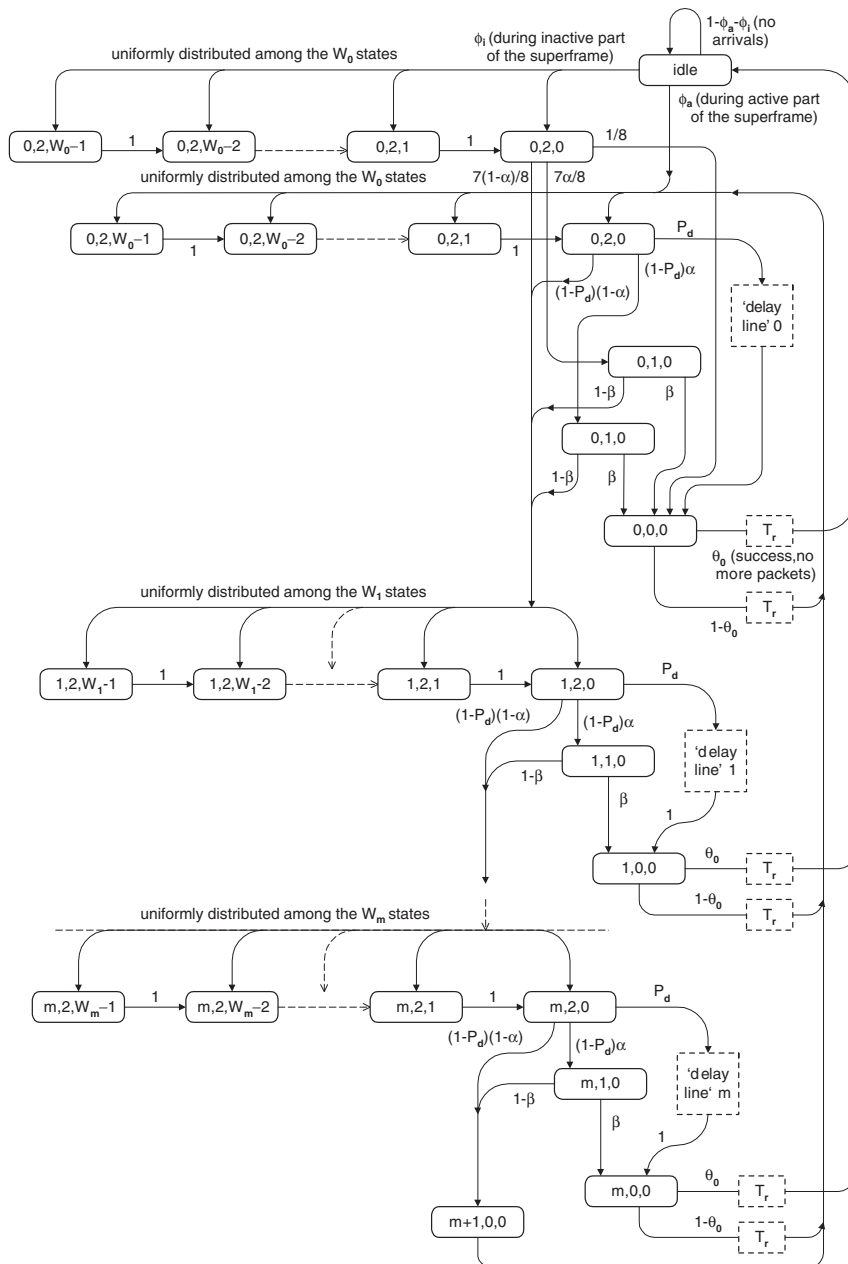 1-φa-φi (no
arrivals)
φi (during inactive part
of the superframe)
uniformly distributed among the W0 states
idle
φa (during active part
of the superframe)
0,2,W0–1
1
0,2,W0–2
0,2,1
1
0,2,0
1/8
7(1-α)/8
7α/8
uniformly distributed among the W0 states
0,2,W0–1
1
0,2,W0–2
0,2,1
1
0,2,0
Pd
(1-Pd)(1-α)
(1-Pd)α
'delay
line' 0
0,1,0
1-β
β
0,1,0
1-β
β
0,0,0
Tr
θ0 (success,no
more packets)
Tr
1-θ0
uniformly distributed among the W1 states
1,2,W1-1
1
1,2,W1-2
1,2,1
1
1,2,0
Pd
(1-Pd)(1-α)
(1-Pd)α
'delay
line' 1
1,1,0
1-β
β
1
1,0,0
θ0
Tr
1-θ0
Tr
uniformly distributed among the Wm states
m,2,Wm–1
1
m,2,Wm–2
m,2,1
1
m,2,0
Pd
(1-Pd)(1-α)
(1-Pd)α
'delay
line' m
m,1,0
1-β
β
1
m,0,0
θ0
Tr
1-θ0
Tr
m+1,0,0